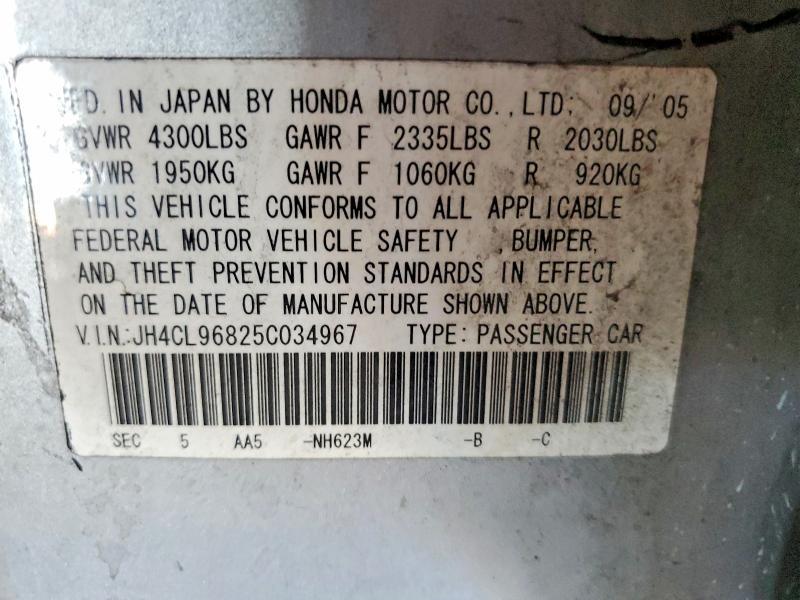 FD. IN JAPAN BY HONDA MOTOR CO., LTD; 09/'05
GVWR 4300LBS GAWR F 2335LBS R 2030LBS
GVWR 1950KG GAWR F 1060KG R 920KG
THIS VEHICLE CONFORMS TO ALL APPLICABLE
FEDERAL MOTOR VEHICLE SAFETY , BUMPER,
AND THEFT PREVENTION STANDARDS IN EFFECT
ON THE DATE OF MANUFACTURE SHOWN ABOVE.
V.I.N.:JH4CL96825C034967 TYPE: PASSENGER CAR
SEC 5 AA5 -NH623M -B -C